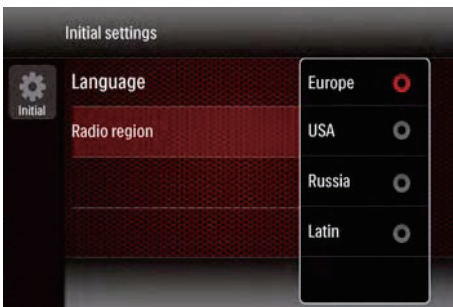 Initial settings
Initial
Language
Radio region
Europe
USA
Russia
Latin